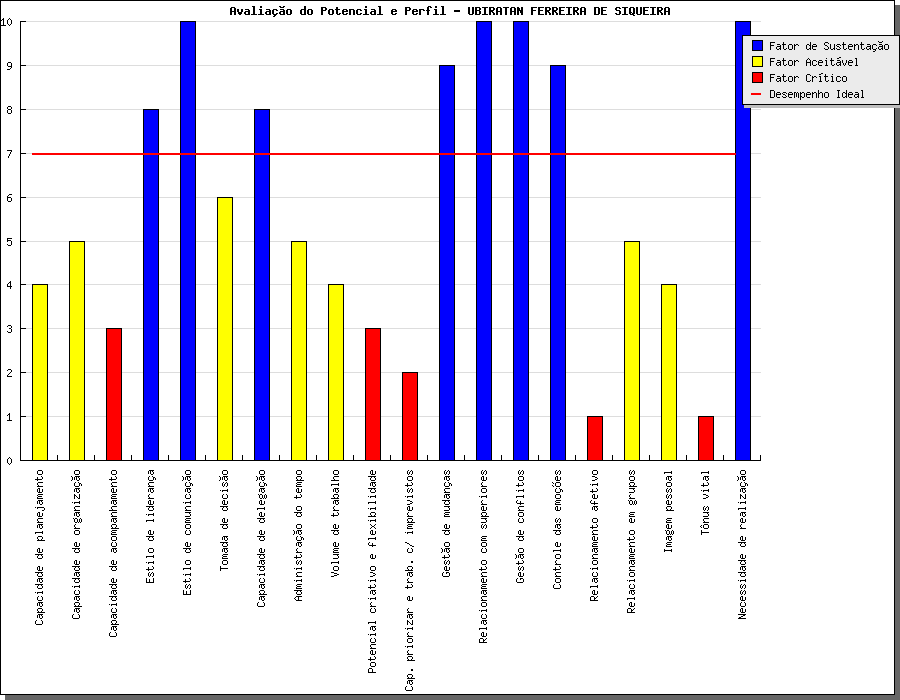 Avaliação do Potencial e Perfil - UBIRATAN FERREIRA DE SIQUEIRA
10
9
8
7
6
5
4
3
2
1
0
Fator de Sustentação
Fator Aceitável
Fator Crítico
Desempenho Ideal
Capacidade de planejamento
Capacidade de organização
Capacidade de acompanhamento
Estilo de liderança
Estilo de comunicação
Tomada de decisão
Capacidade de delegação
Administração do tempo
Volume de trabalho
Potencial criativo e flexibilidade
Cap. priorizar e trab. c/ imprevistos
Gestão de mudanças
Relacionamento com superiores
Gestão de conflitos
Controle das emoções
Relacionamento afetivo
Relacionamento em grupos
Imagem pessoal
Tônus vital
Necessidade de realização